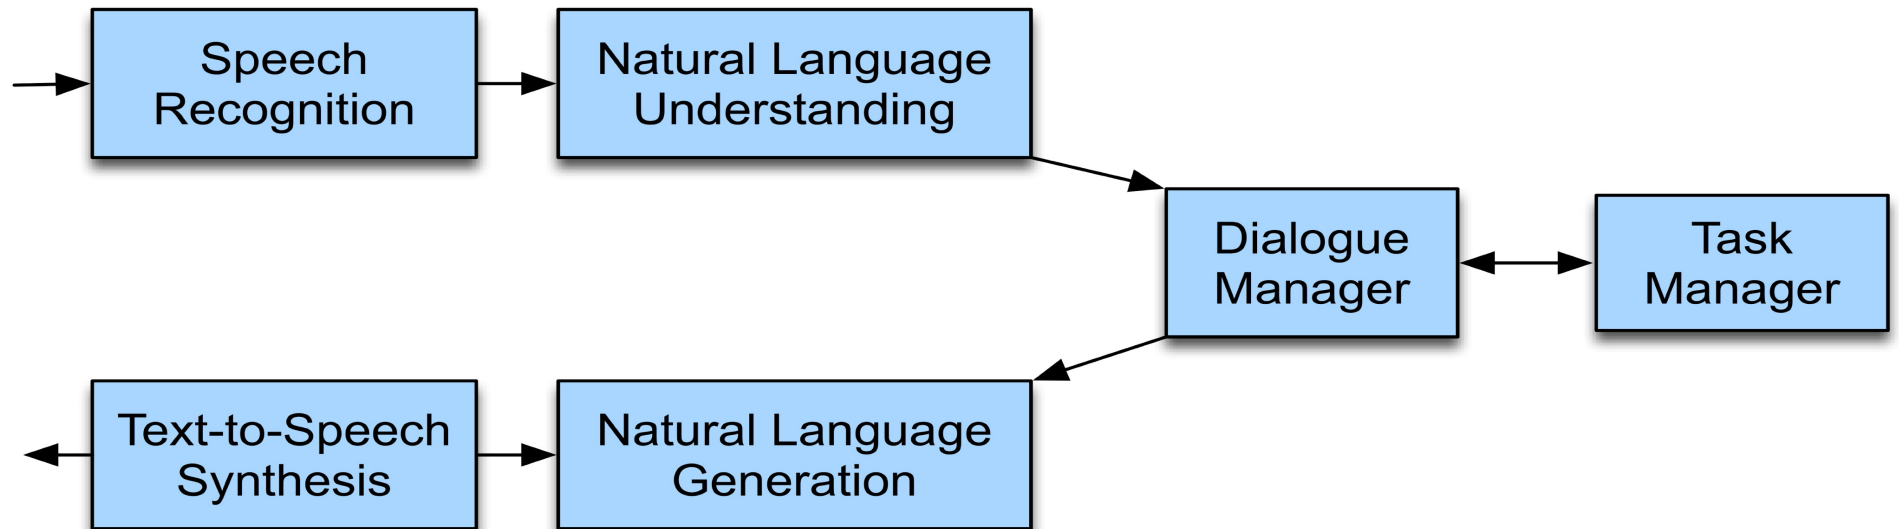 Speech
Recognition
Natural Language
Understanding
Dialogue
Manager
Task
Manager
Text-to-Speech
Synthesis
Natural Language
Generation